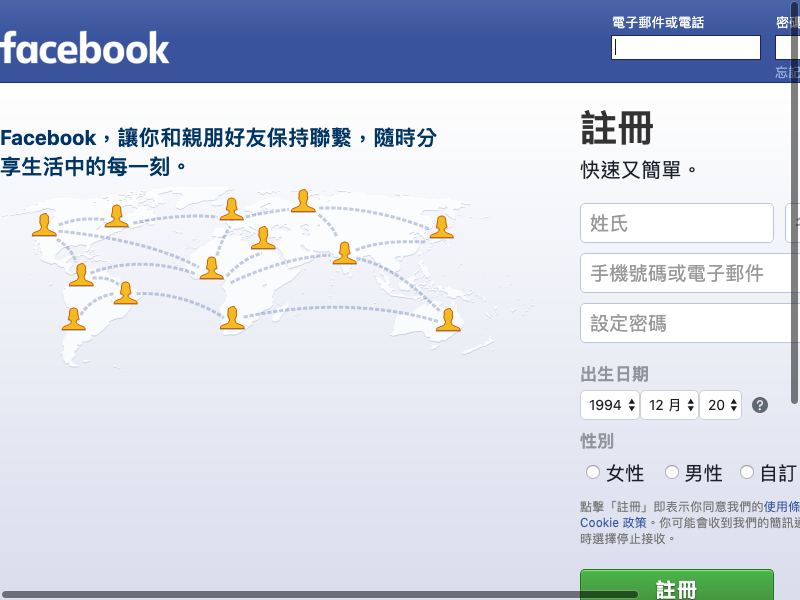 電子郵件或電話
facebook
Facebook，讓你和親朋好友保持聯繫，隨時分
享生活中的每一刻。
註冊
快速又簡單。
姓氏
手機號碼或電子郵件
設定密碼
出生日期
1994 12 月 20 ?
性別
女性 男性 自訂
點擊「註冊」即表示你同意我們的使用條
Cookie 政策。你可能會收到我們的簡訊
時選擇停止接收。
註冊